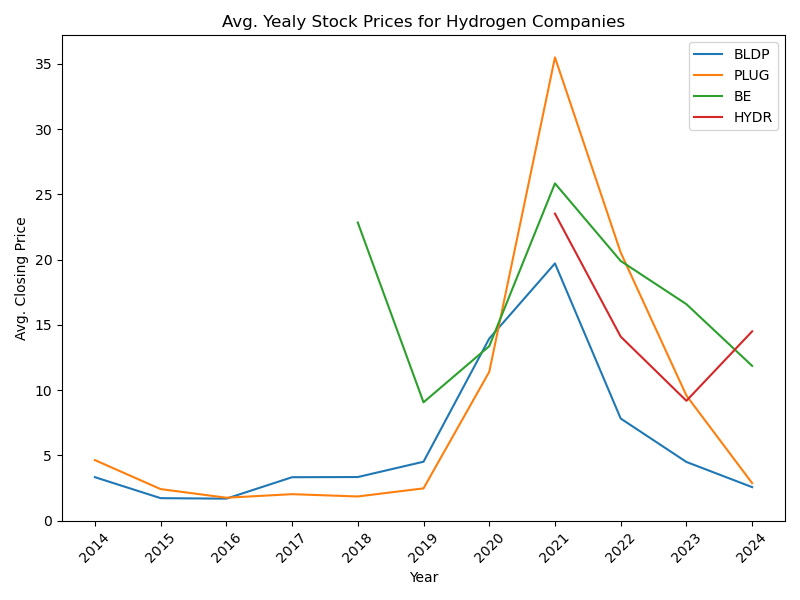 Avg. Yealy Stock Prices for Hydrogen Companies
BLDP
PLUG
BE
HYDR
Avg. Closing Price
35
30
25
20
15
10
5
0
2014
2015
2016
2017
2018
2019
2020
2021
2022
2023
2024
Year